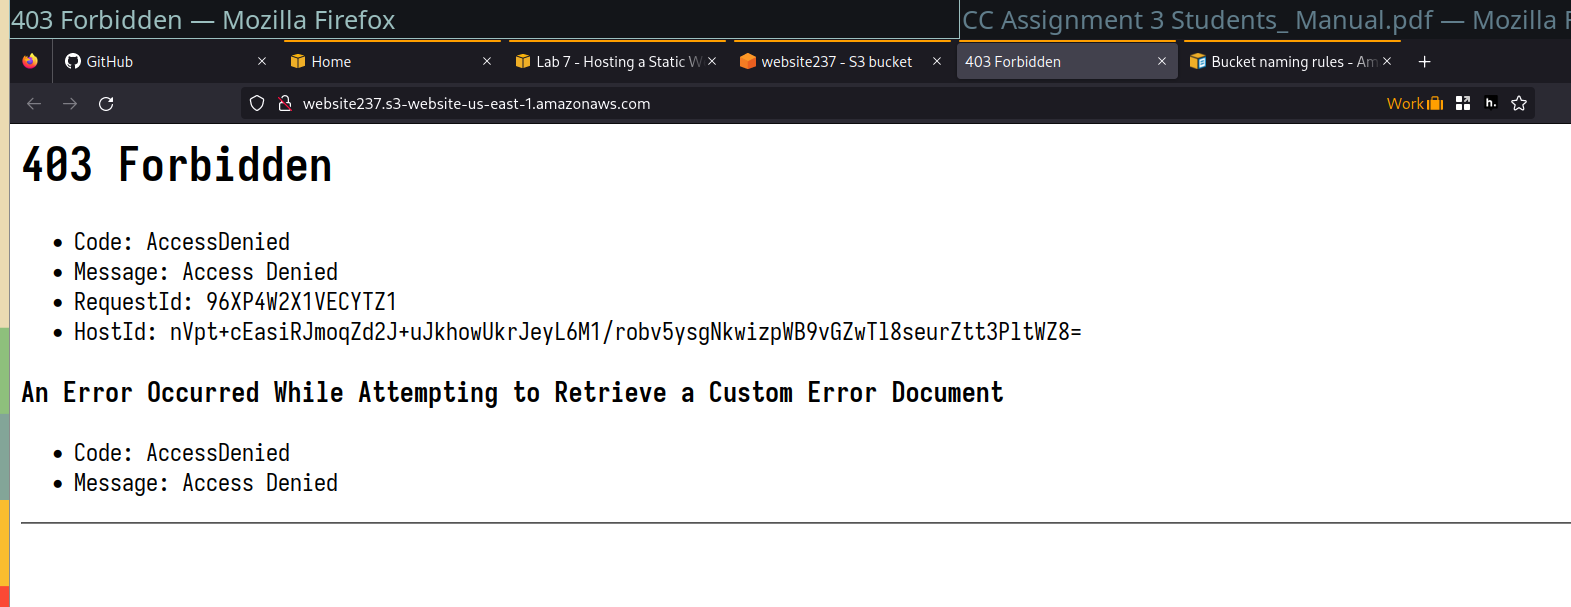 403 Forbidden — Mozilla Firefox
CC Assignment 3 Students_ Manual.pdf — Mozilla F
GitHub
Home
Lab 7 - Hosting a Static W
website237 - S3 bucket
403 Forbidden
Bucket naming rules - Am
website237.s3-website-us-east-1.amazonaws.com
Work
h.
403 Forbidden
• Code: AccessDenied
• Message: Access Denied
• RequestId: 96XP4W2X1VECYTZ1
• HostId: nVpt+cEasiRJmoqZd2J+uJkhowUkrJeyL6M1/robv5ysgNkwizpWB9vGZwTl8seurZtt3PltWZ8=
An Error Occurred While Attempting to Retrieve a Custom Error Document
• Code: AccessDenied
• Message: Access Denied